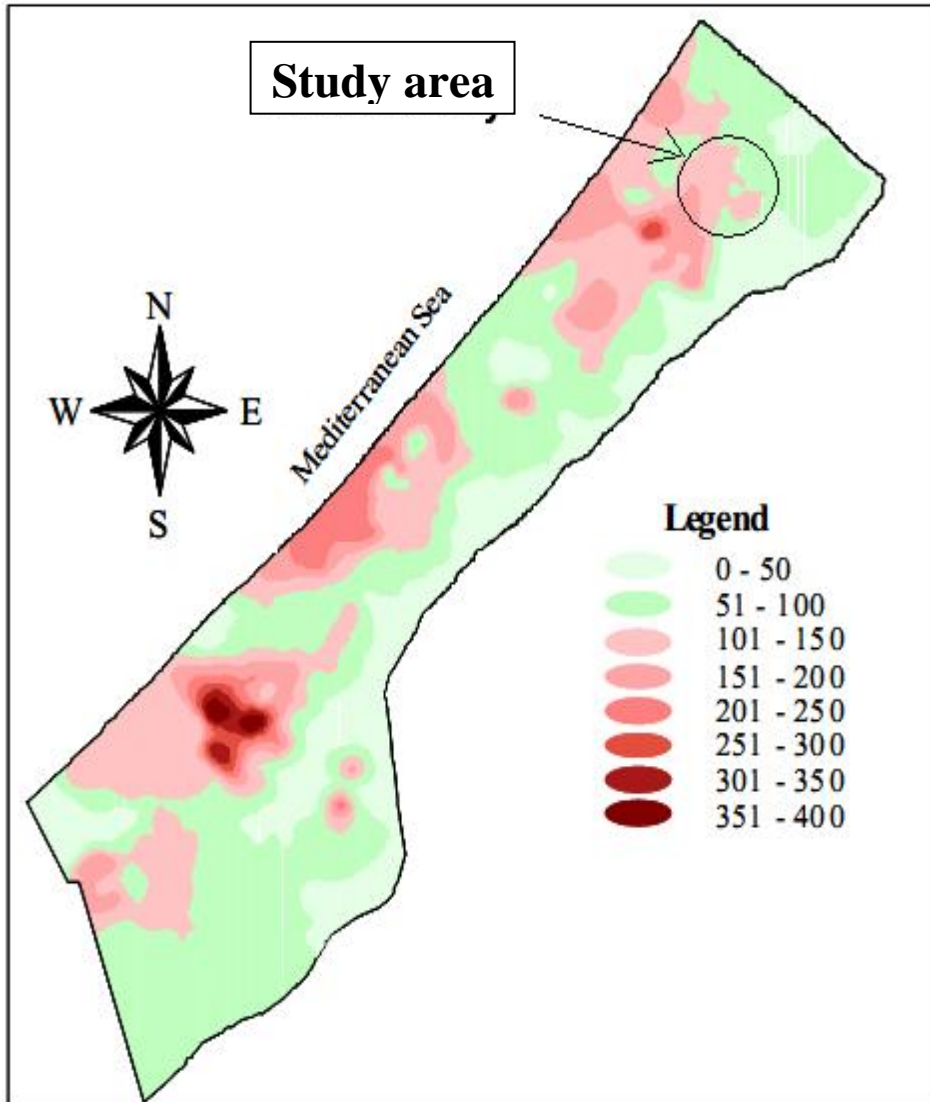 Study area
N
W
E
S
Mediterranean Sea
Legend
0 - 50
51 - 100
101 - 150
151 - 200
201 - 250
251 - 300
301 - 350
351 - 400